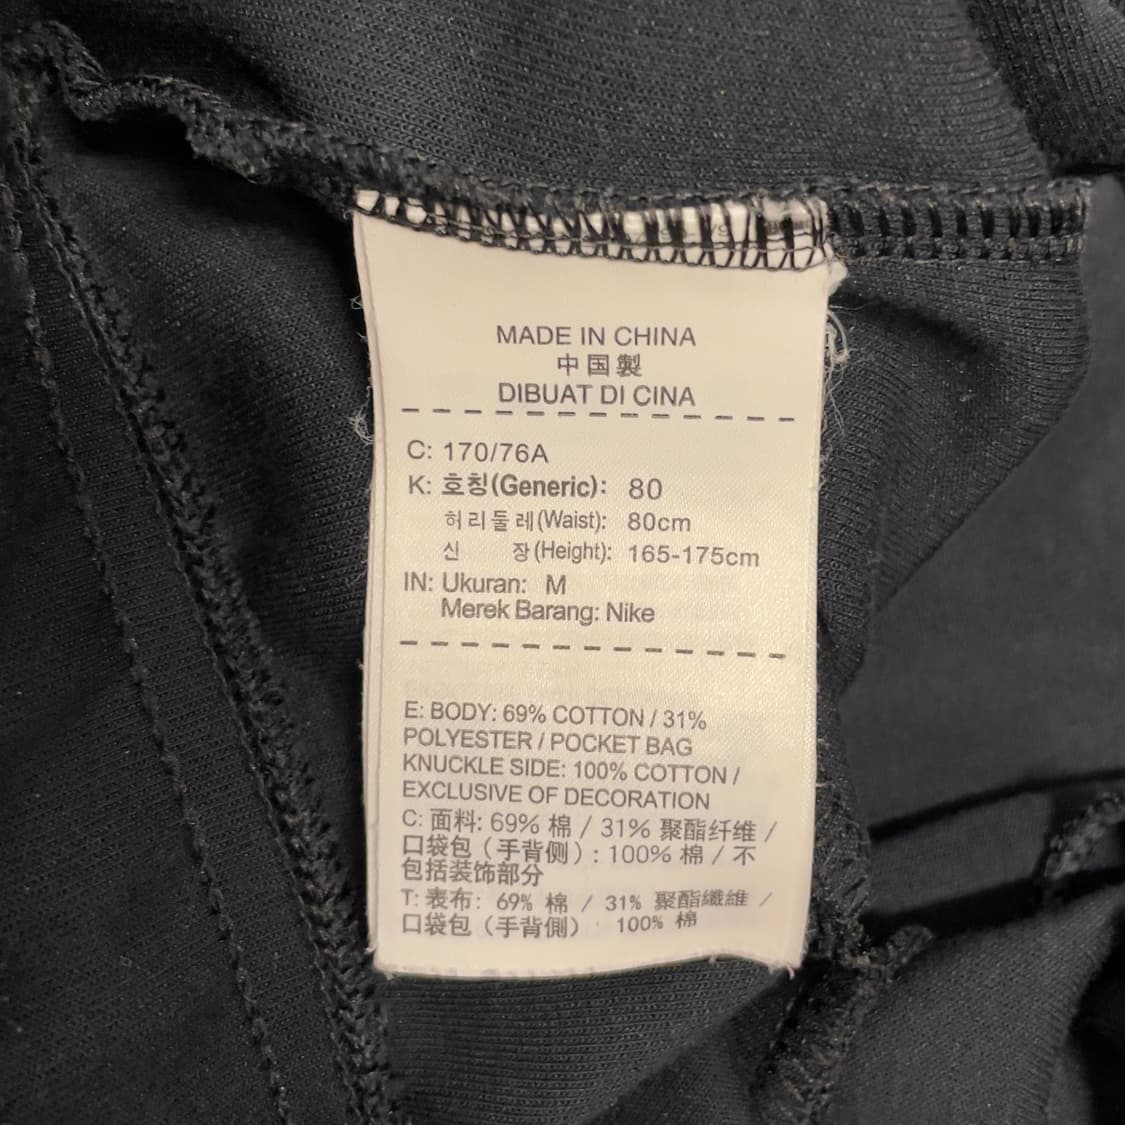 MADE IN CHINA
中国製
DIBUAT DI CINA
C: 170/76A
K: 호칭(Generic): 80
허리둘레(Waist): 80cm
신 장(Height): 165-175cm
IN: Ukuran: M
Merek Barang: Nike
E: BODY: 69% COTTON / 31%
POLYESTER / POCKET BAG
KNUCKLE SIDE: 100% COTTON /
EXCLUSIVE OF DECORATION
C: 面料: 69% 棉 / 31% 聚酯纤维 /
口袋包（手背侧）: 100% 棉 / 不
包括装饰部分
T: 表布: 69% 棉 / 31% 聚酯纖維 /
口袋包（手背側） 100% 棉